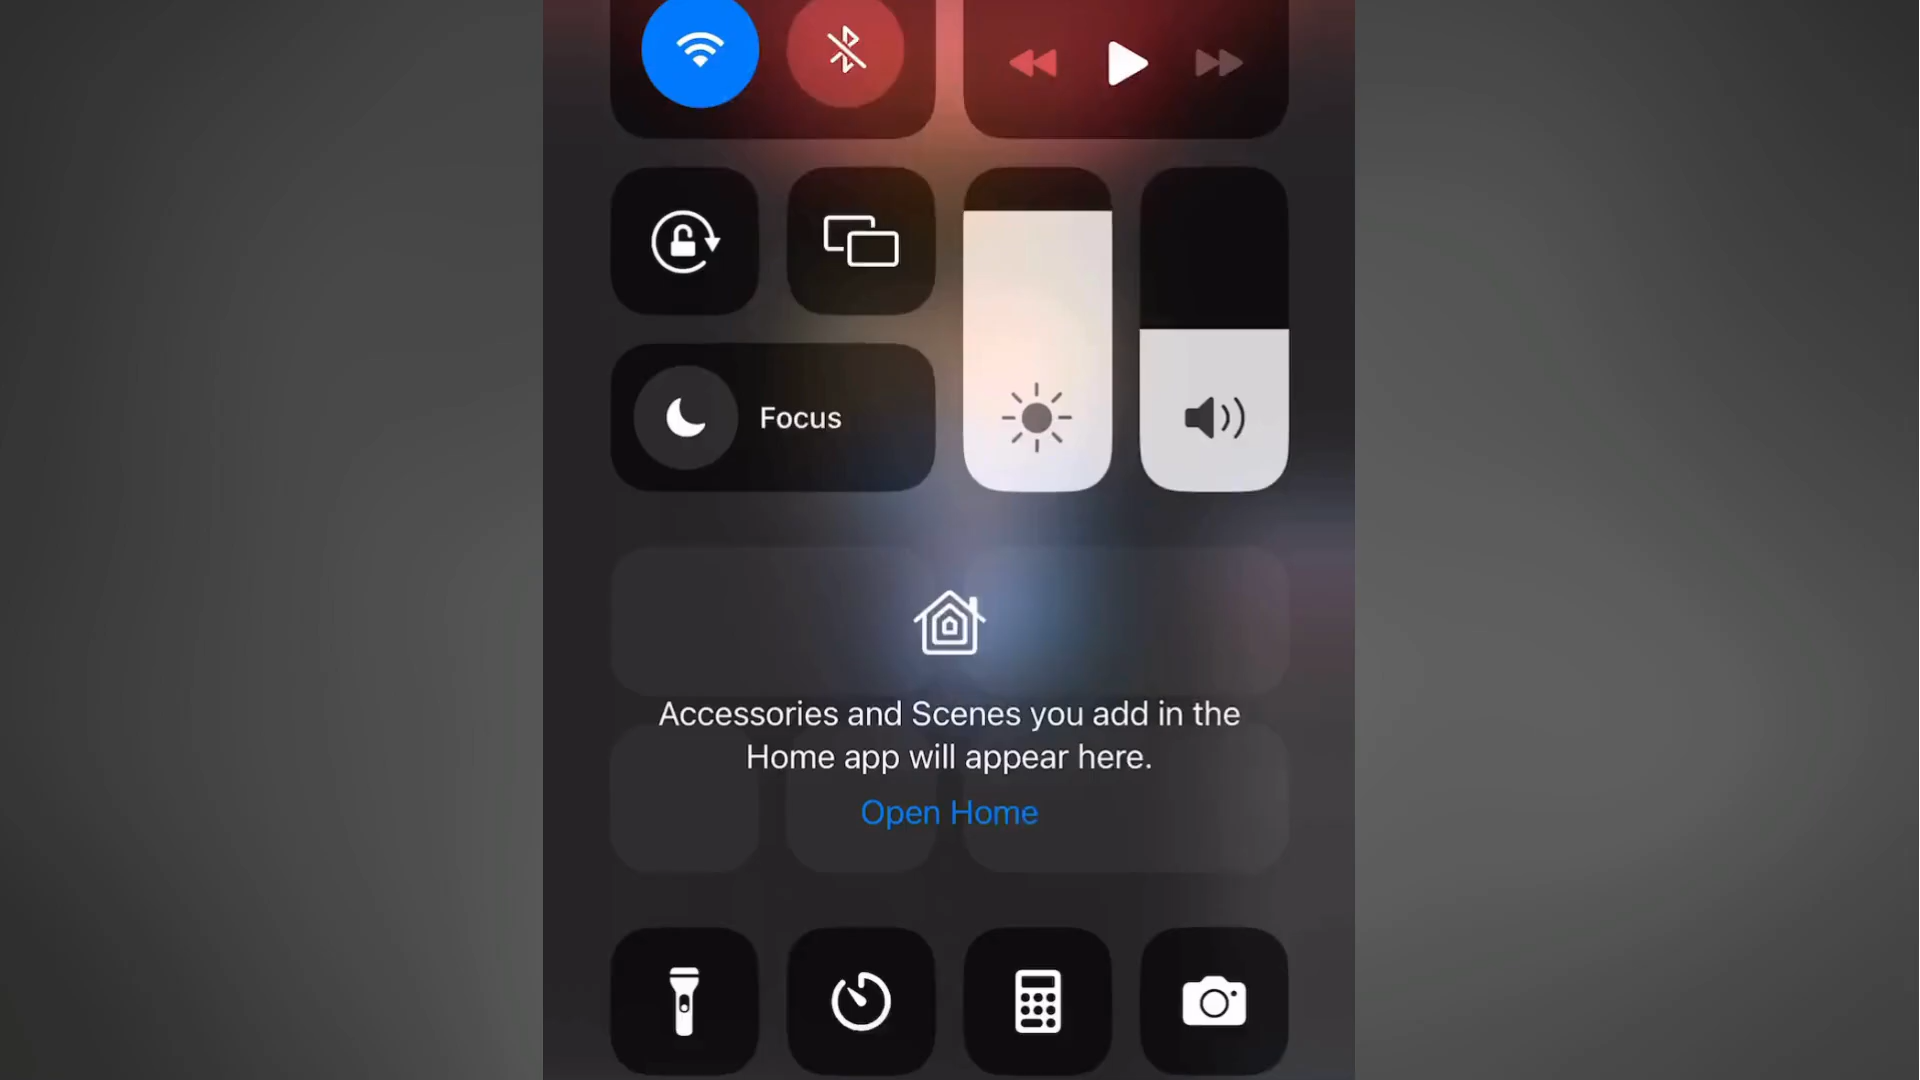 Focus
Accessories and Scenes you add in the
Home app will appear here.
Open Home